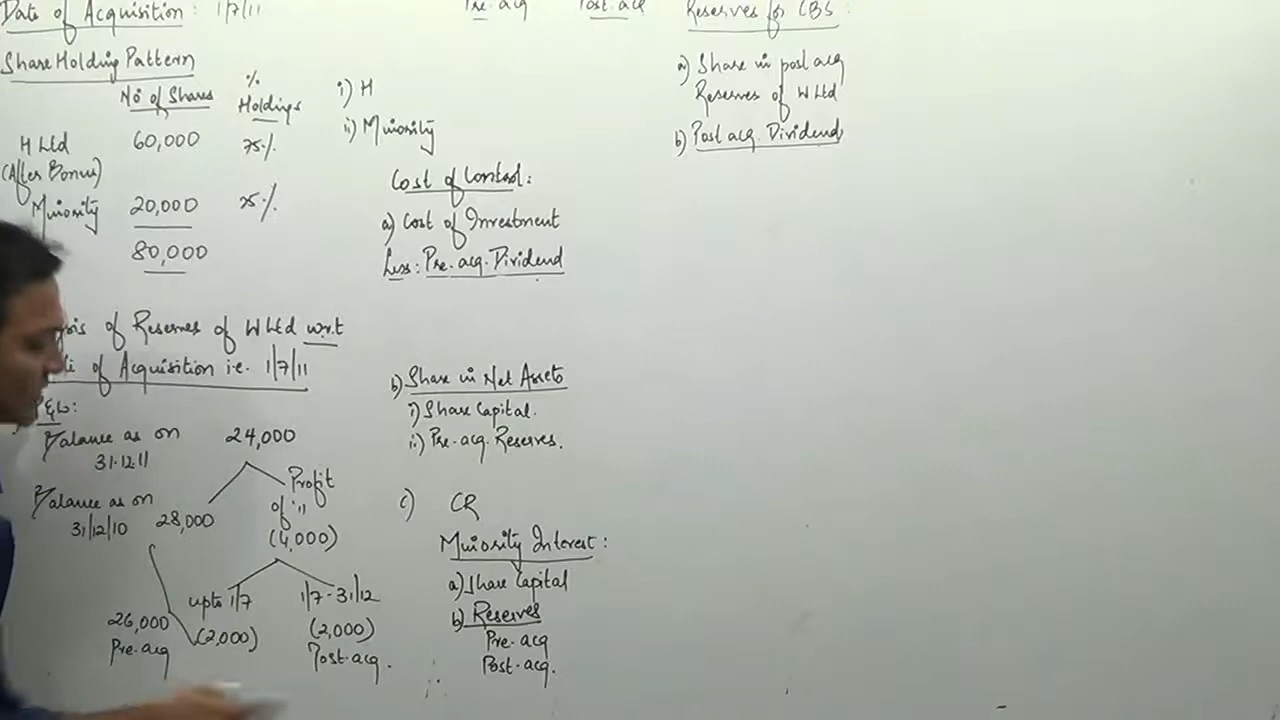 Date of Acquisition : 1/7/11
Share Holding Pattern
No of Shares
%
Holdings
H Ltd 60,000 75%
(After Bonus)
Minority 20,000 25%
80,000
of Reserves of W Ltd w.r.t
of Acquisition i.e. 1/7/11
P&L:
Balance as on 24,000
31.12.11
Balance as on 28,000
31/12/10
Profit
of '11
(4,000)
upto 1/7 1/7-31/12
26,000 (2,000) (2,000)
Pre-acq Post-acq.
Pre-acq Post-acq
i) H
ii) Minority
Cost of Control:
a) Cost of Investment
Less: Pre-acq. Dividend
b) Share in Net Assets
i) Share Capital.
ii) Pre-acq. Reserves.
c) CR
Minority Interest:
a) Share Capital
b) Reserves
Pre-acq
Post-acq.
Reserves for CBS:
a) Share in post acq
Reserves of W Ltd
b) Post acq. Dividend